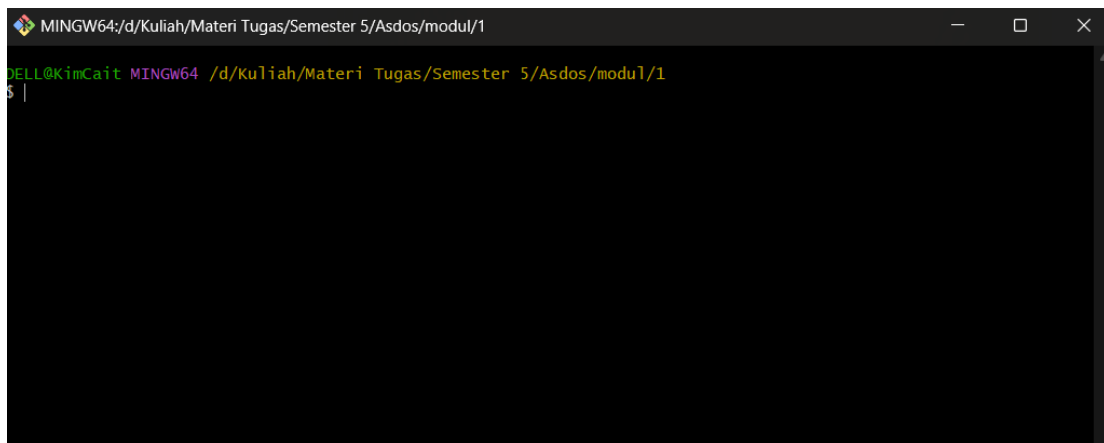 MINGW64:/d/Kuliah/Materi Tugas/Semester 5/Asdos/modul/1
DELL@KimCait MINGW64 /d/Kuliah/Materi Tugas/Semester 5/Asdos/modul/1
$